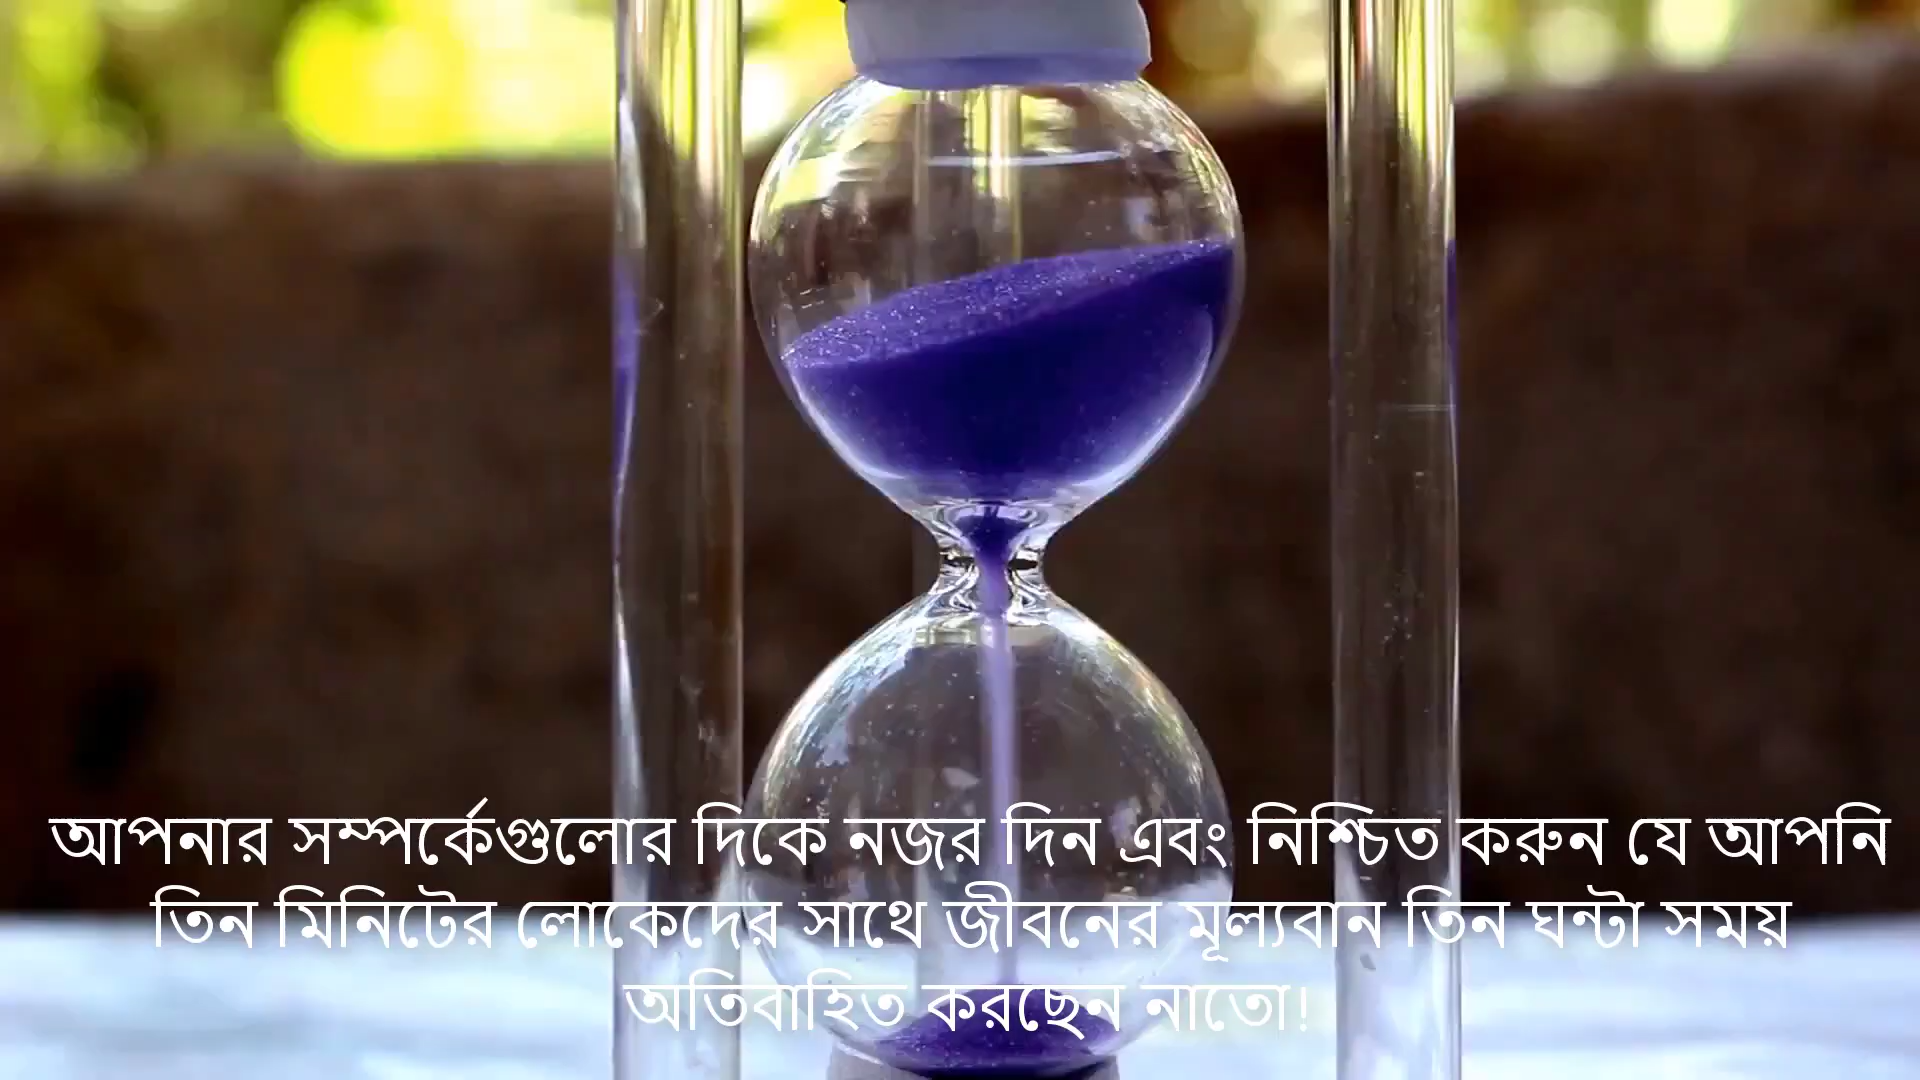 আপনার সম্পর্কেগুলোর দিকে নজর দিন এবং নিশ্চিত করুন যে আপনি
তিন মিনিটের লোকেদের সাথে জীবনের মূল্যবান তিন ঘন্টা সময়
অতিবাহিত করছেন নাতো!